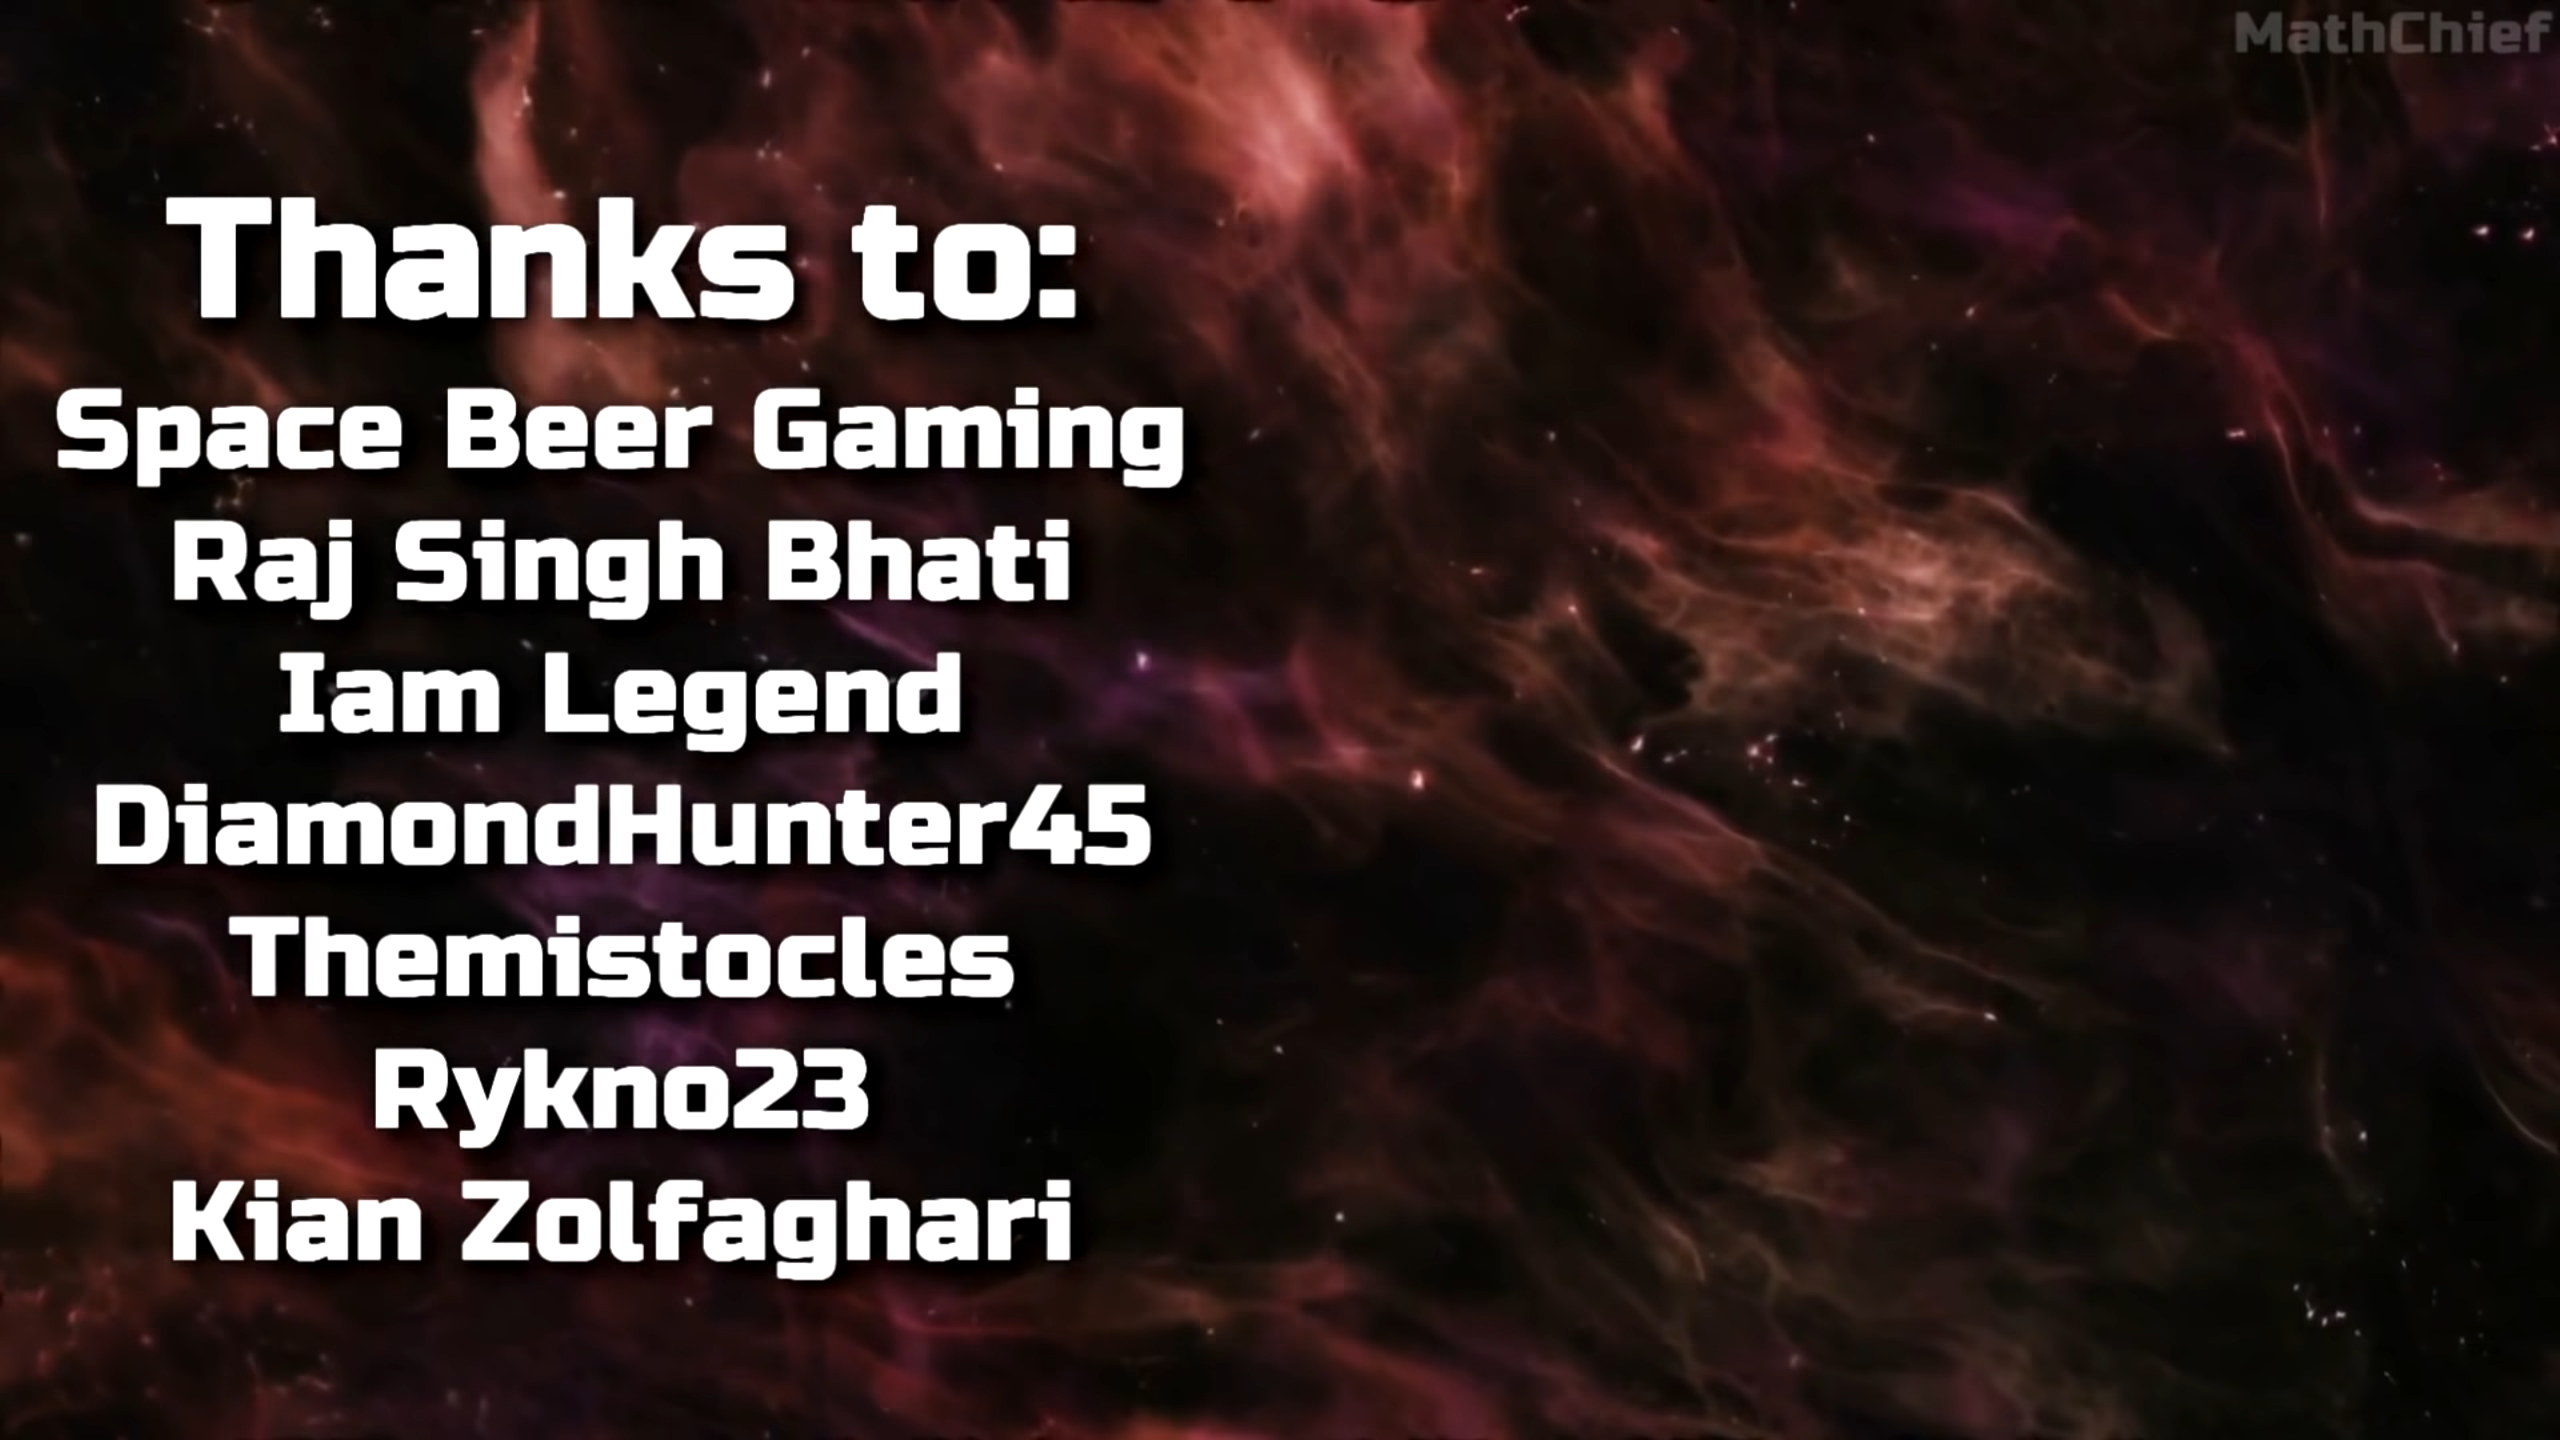 MathChief
Thanks to:
Space Beer Gaming
Raj Singh Bhati
Iam Legend
DiamondHunter45
Themistocles
Rykno23
Kian Zolfaghari